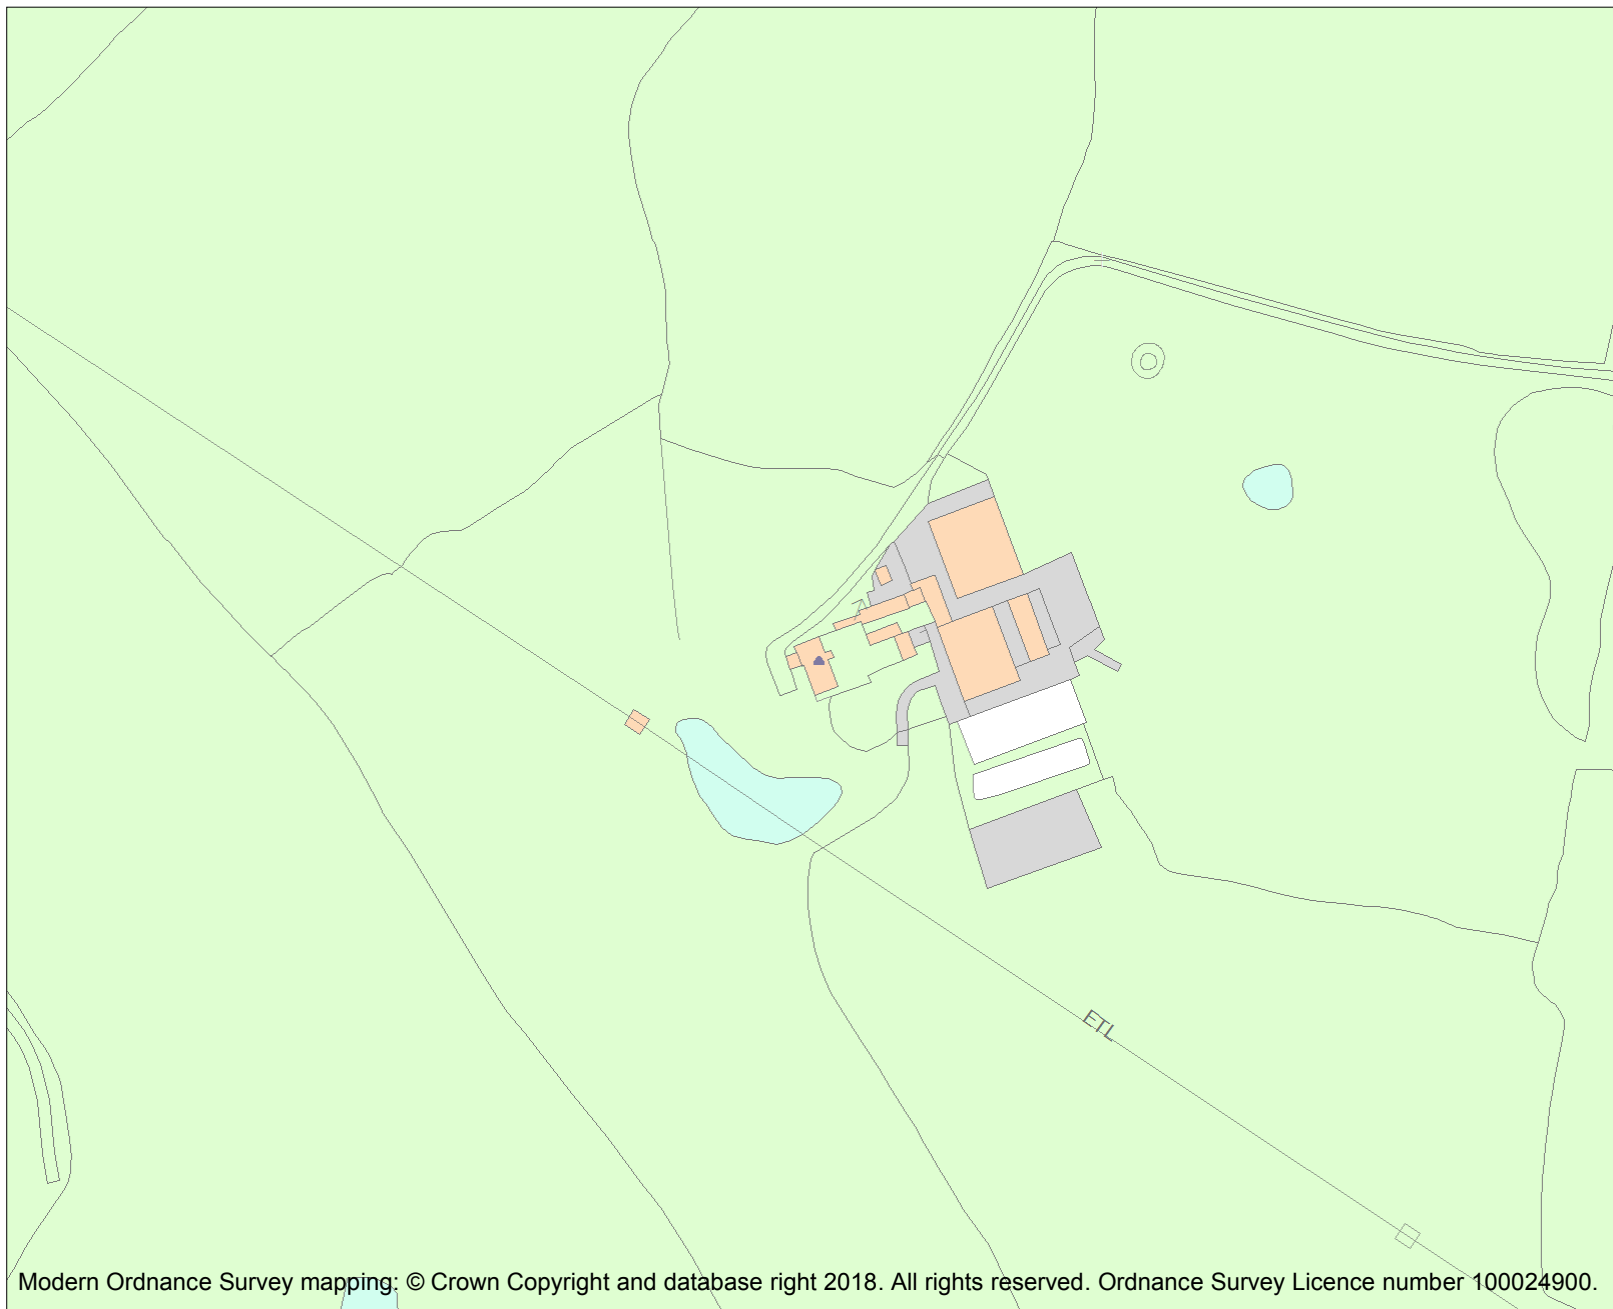 ETL
Modern Ordnance Survey mapping: © Crown Copyright and database right 2018. All rights reserved. Ordnance Survey Licence number 100024900.